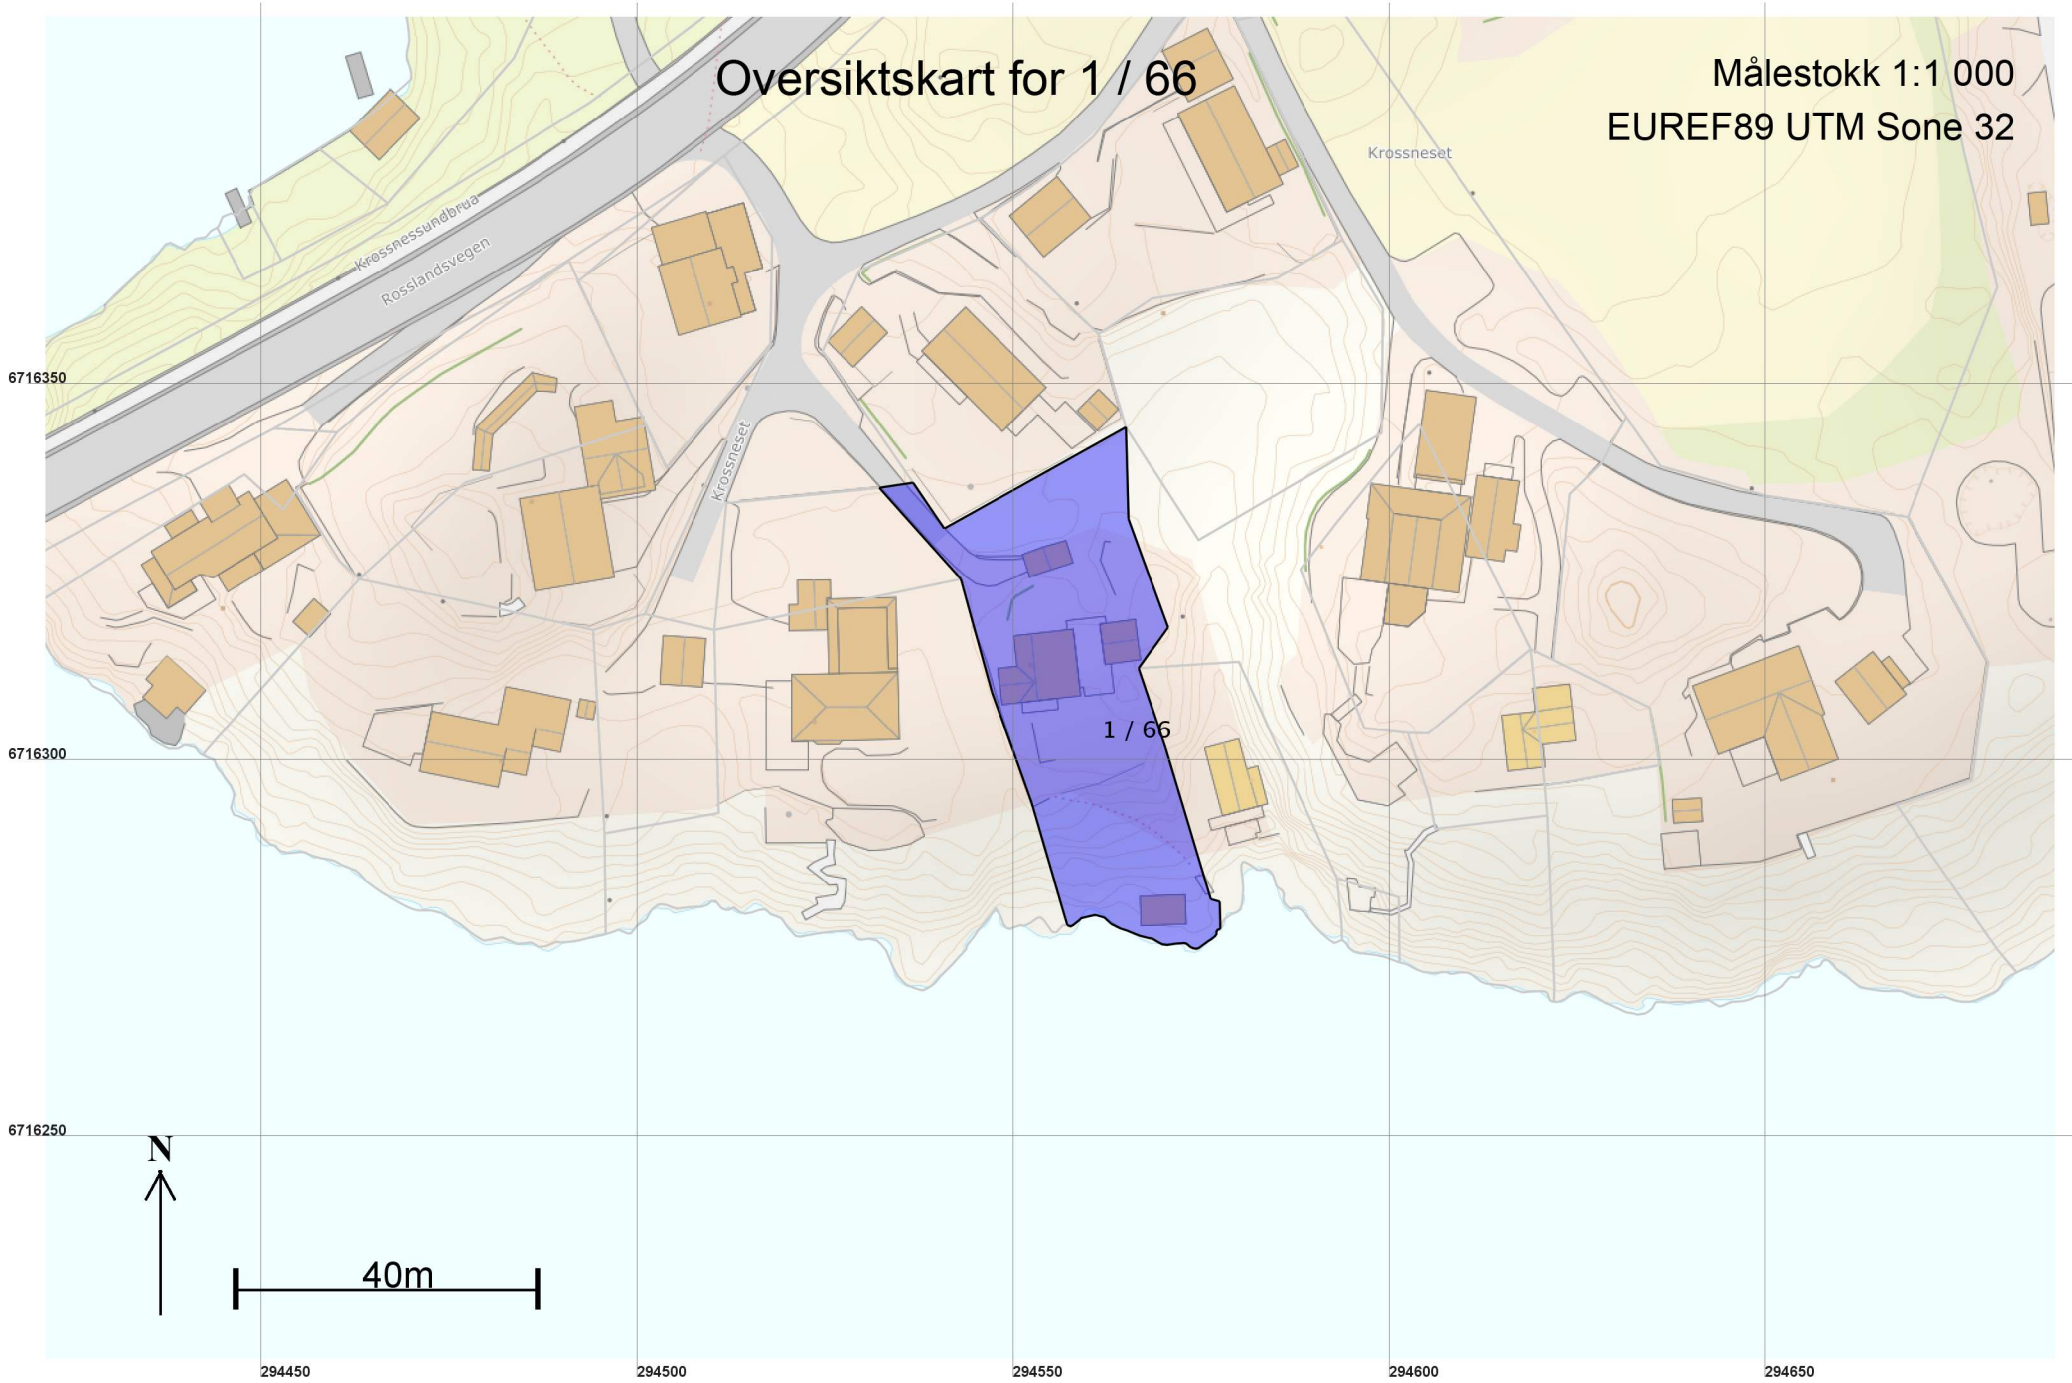 Oversiktskart for 1 / 66
Målestokk 1:1 000
EUREF89 UTM Sone 32
Krossneset
Krossnessundbrua
Rosslandsvegen
6716350
Krossneset
1 / 66
6716300
6716250
N
40m
294450
294500
294550
294600
294650